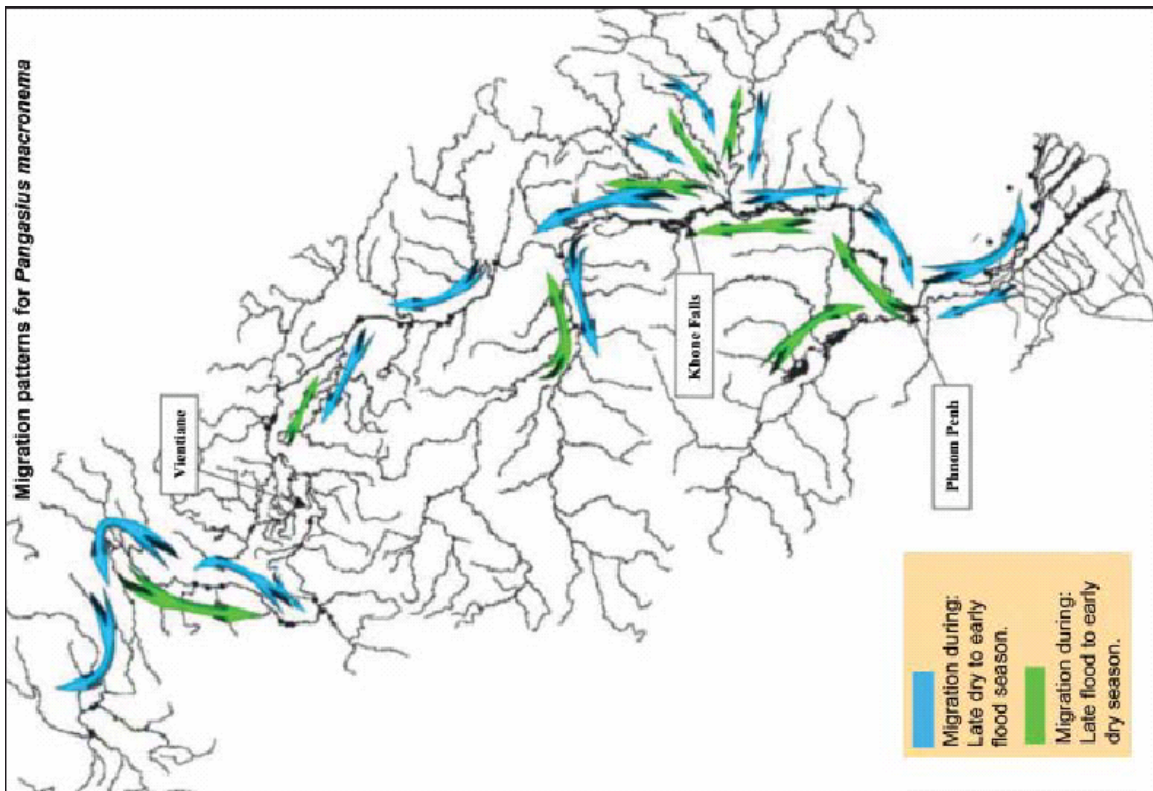 Migration pattern for Pangasius macronema
Vientiane
Khone Falls
Phnom Penh
Migration during:
Late dry to early
flood season.
Migration during:
Late flood to early
dry season.